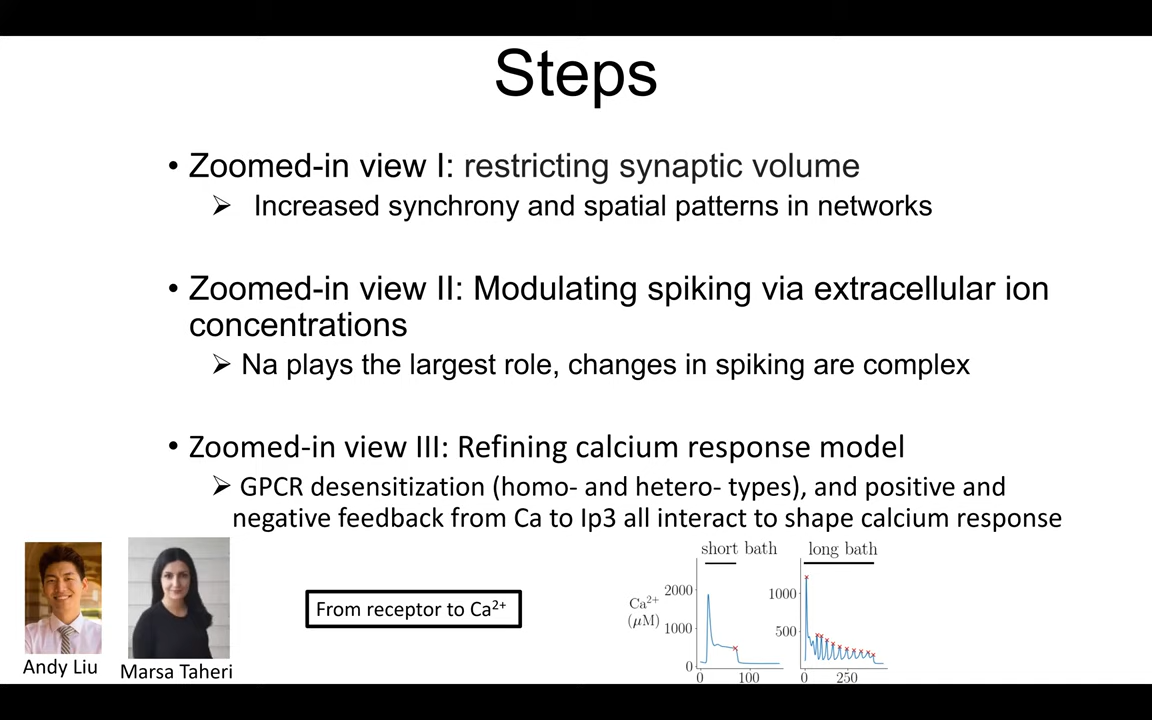 Steps
• Zoomed-in view I: restricting synaptic volume
➢ Increased synchrony and spatial patterns in networks
• Zoomed-in view II: Modulating spiking via extracellular ion
concentrations
➢ Na plays the largest role, changes in spiking are complex
• Zoomed-in view III: Refining calcium response model
➢ GPCR desensitization (homo- and hetero- types), and positive and
negative feedback from Ca to Ip3 all interact to shape calcium response
Andy Liu
Marsa Taheri
From receptor to Ca²⁺
short bath
long bath
Ca²⁺
(μM)
2000
1000
0
0
100
1000
500
0
250